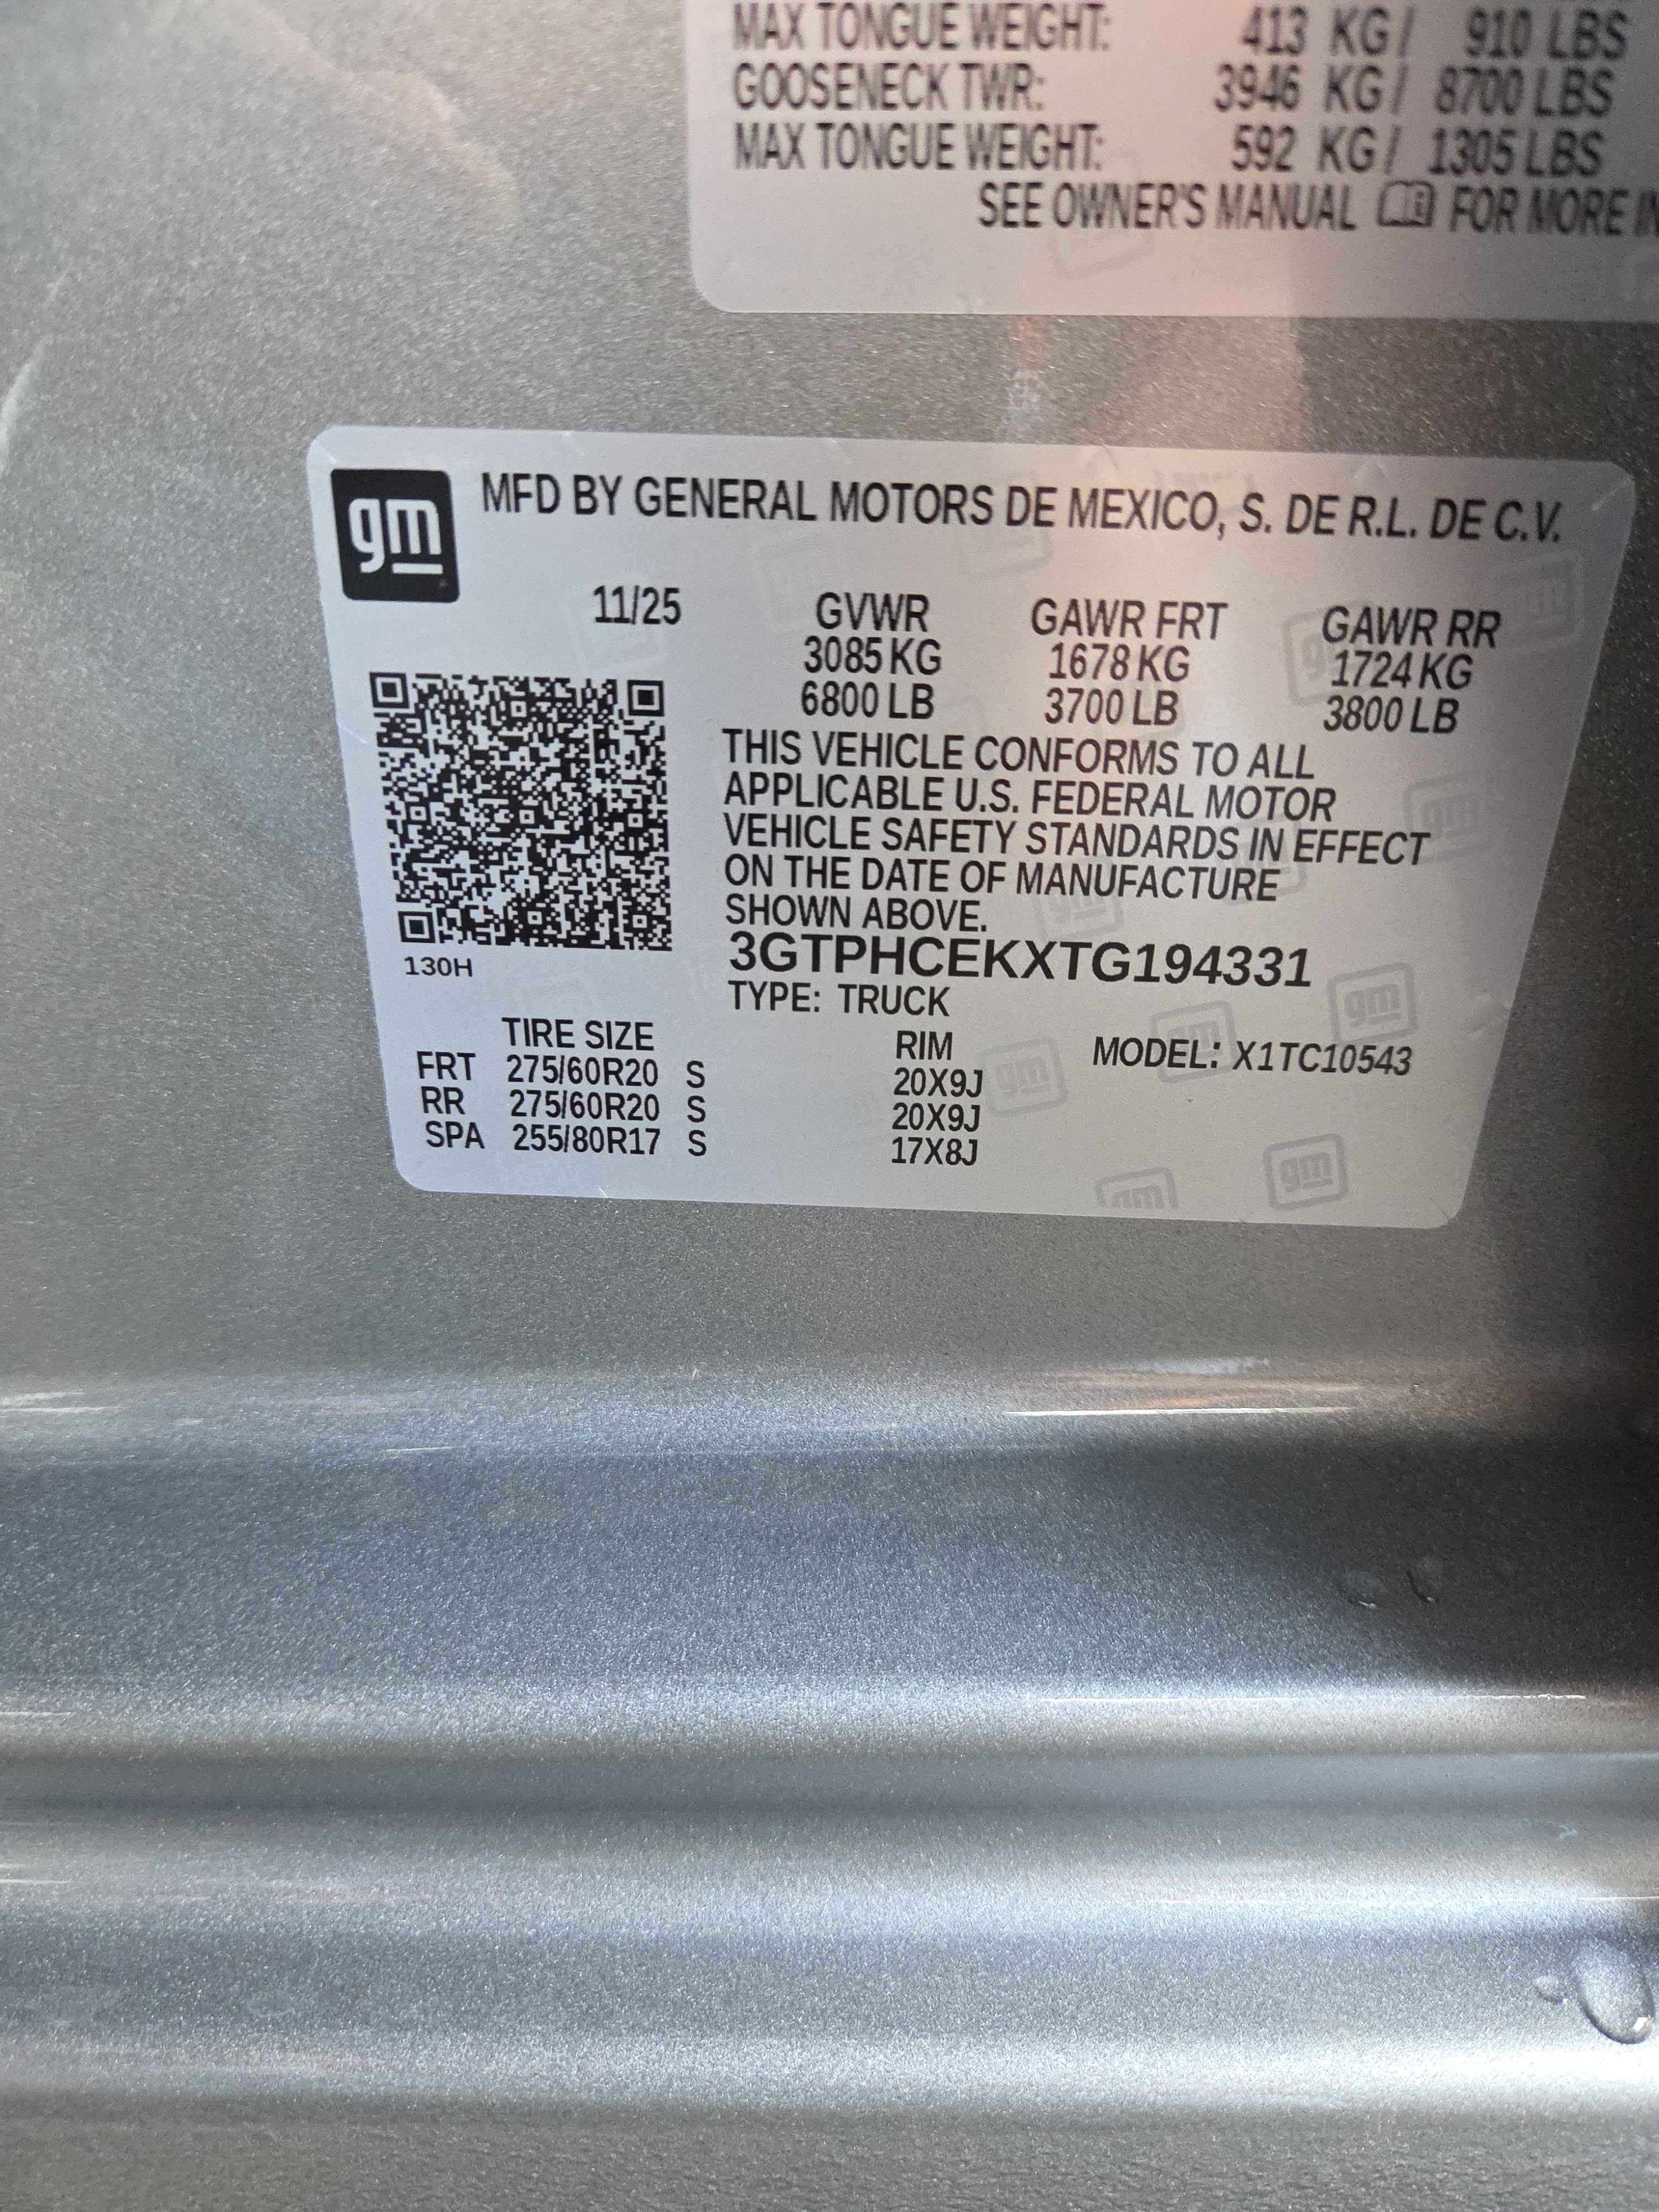 MAX TONGUE WEIGHT: 413 KG / 910 LBS
GOOSENECK TWR: 3946 KG / 8700 LBS
MAX TONGUE WEIGHT: 592 KG / 1305 LBS
SEE OWNER'S MANUAL FOR MORE
gm
MFD BY GENERAL MOTORS DE MEXICO, S. DE R.L. DE C.V.
11/25 GVWR GAWR FRT GAWR RR
3085 KG 1678 KG 1724 KG
6800 LB 3700 LB 3800 LB
THIS VEHICLE CONFORMS TO ALL
APPLICABLE U.S. FEDERAL MOTOR
VEHICLE SAFETY STANDARDS IN EFFECT
ON THE DATE OF MANUFACTURE
SHOWN ABOVE.
3GTPHCEKXTG194331
130H
TYPE: TRUCK
TIRE SIZE RIM MODEL: X1TC10543
FRT 275/60R20 S 20X9J
RR 275/60R20 S 20X9J
SPA 255/80R17 S 17X8J